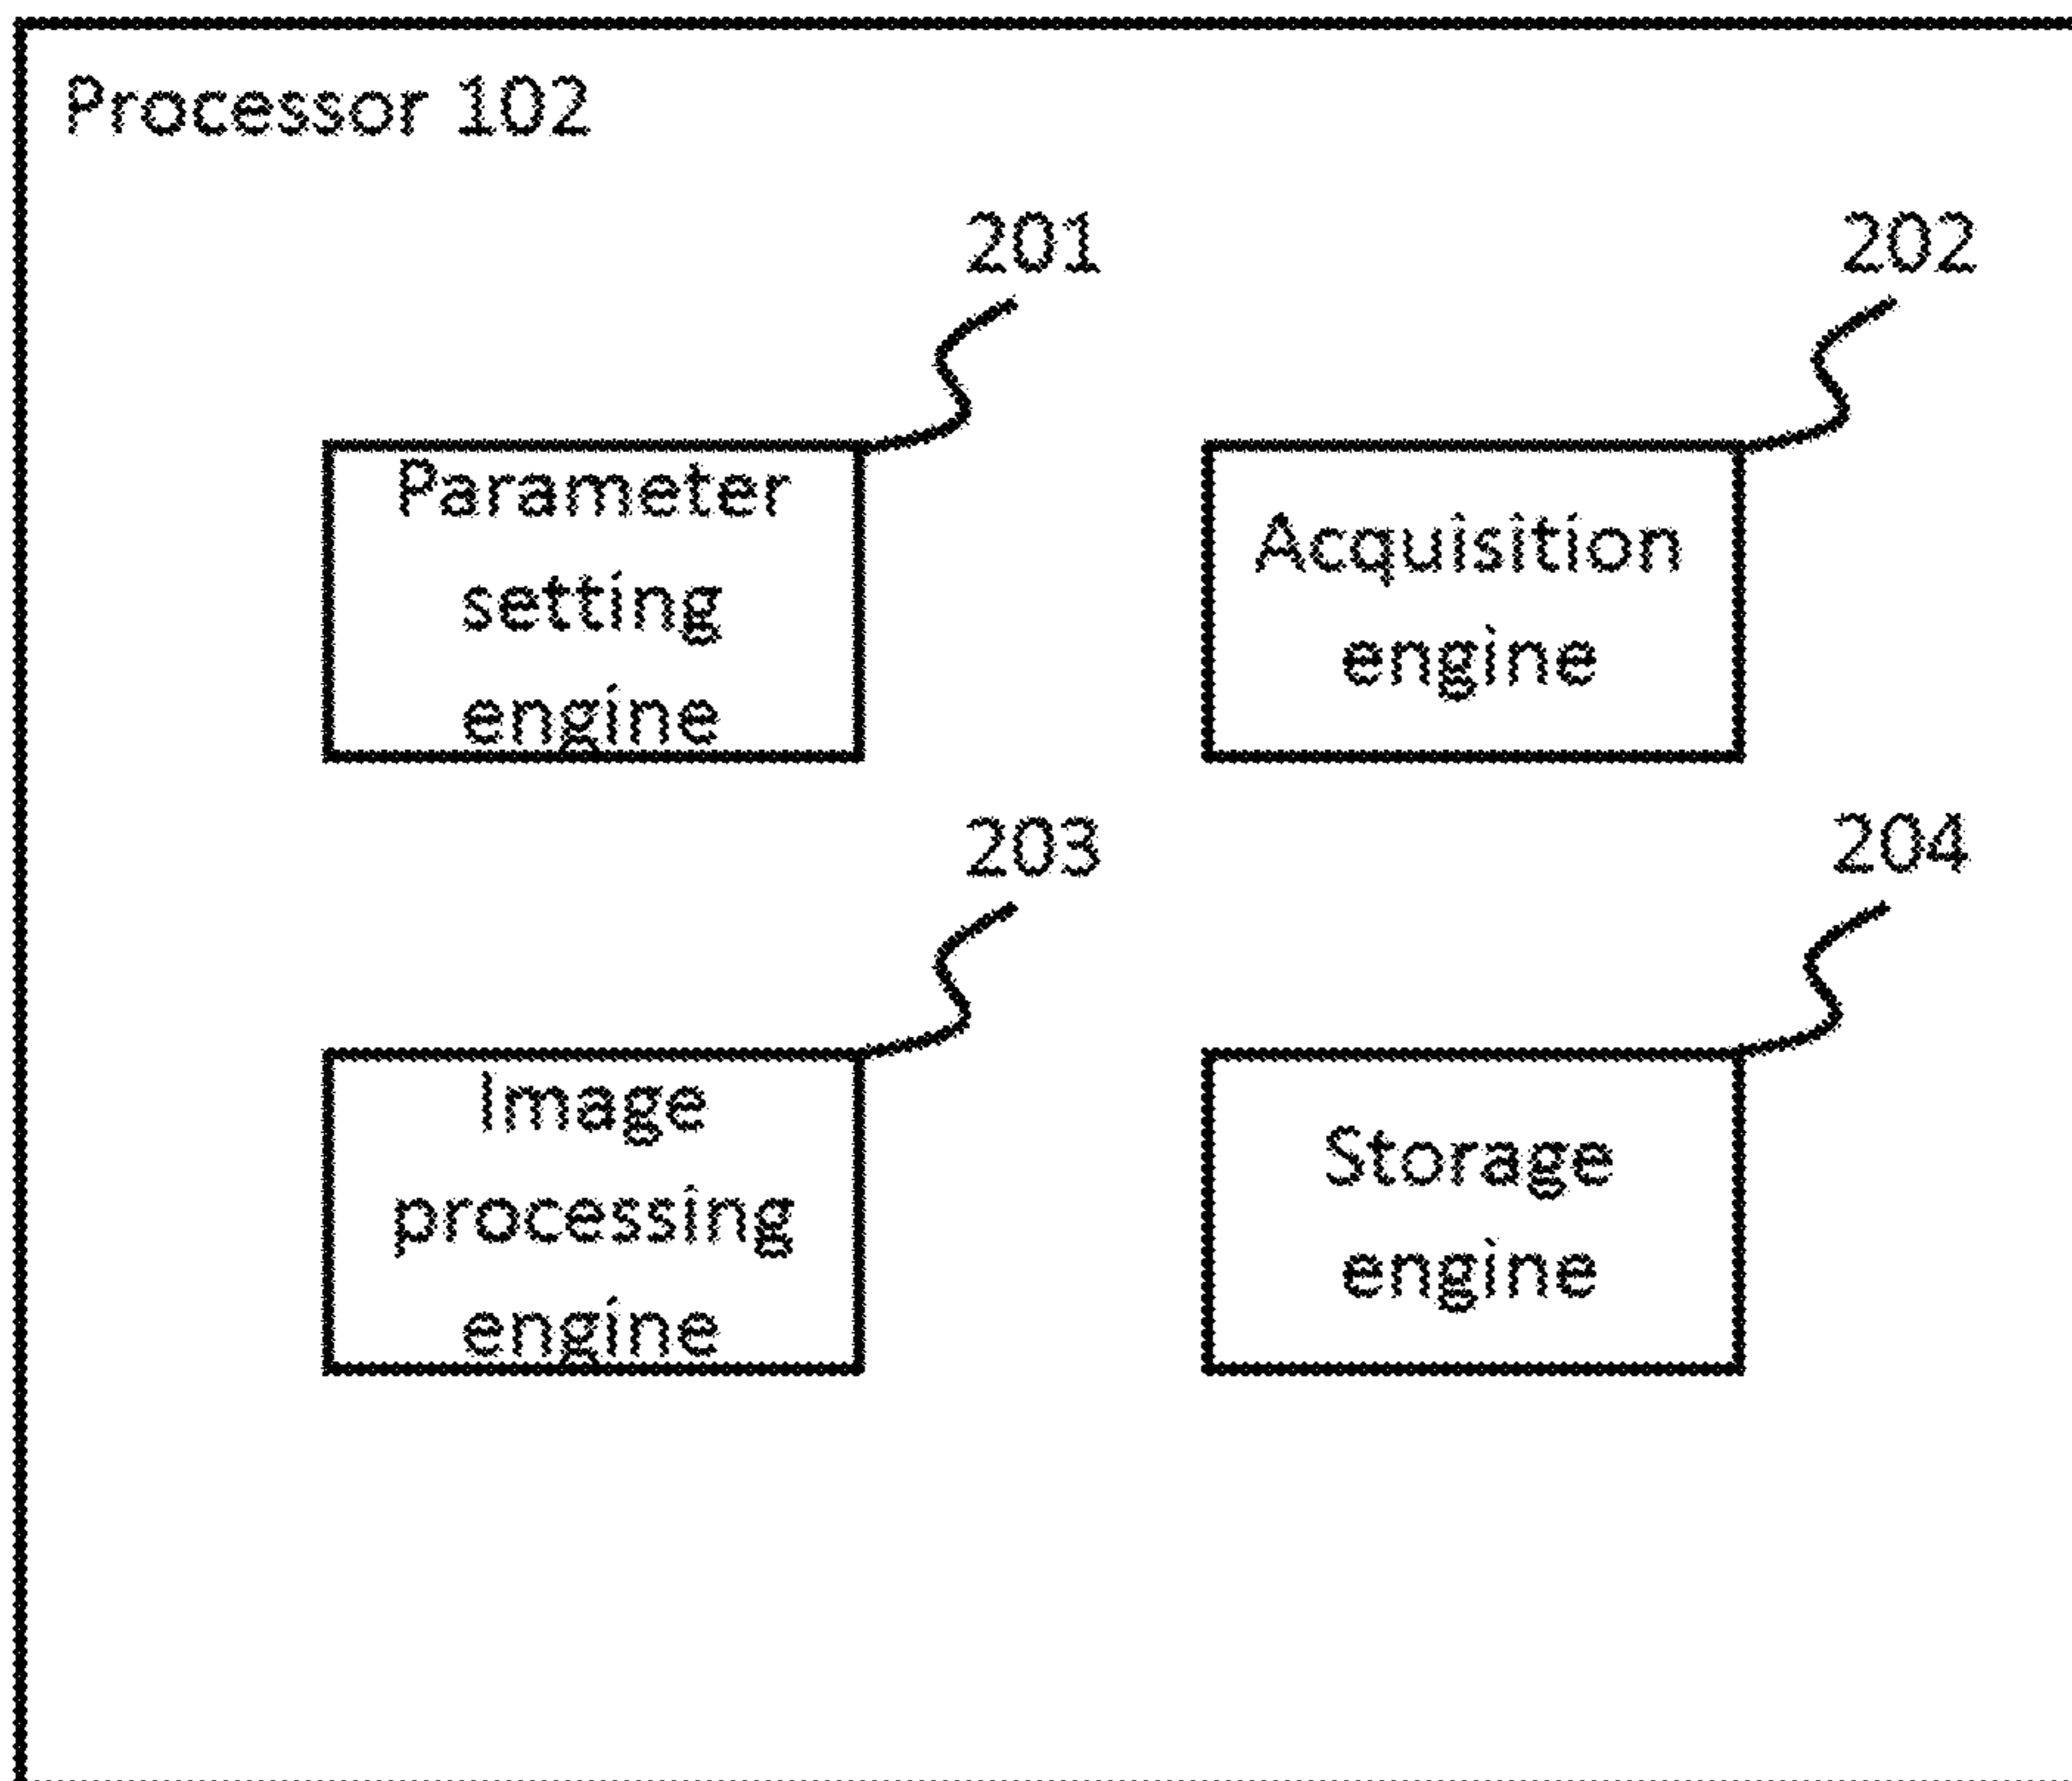 Processor 102
201
202
Parameter
setting
engine
Acquisition
engine
203
204
Image
processing
engine
Storage
engine